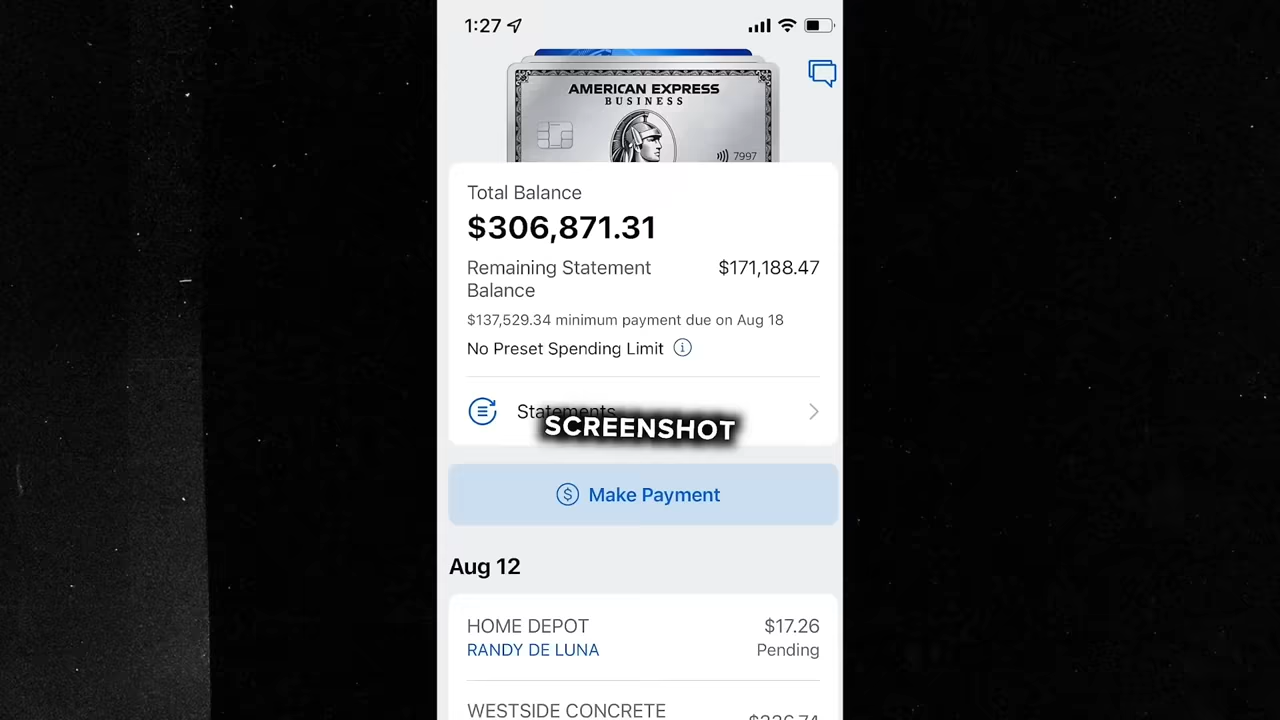 1:27
AMERICAN EXPRESS
BUSINESS
7997
Total Balance
$306,871.31
Remaining Statement $171,188.47
Balance
$137,529.34 minimum payment due on Aug 18
No Preset Spending Limit
Statements
SCREENSHOT
Make Payment
Aug 12
HOME DEPOT $17.26
RANDY DE LUNA Pending
WESTSIDE CONCRETE